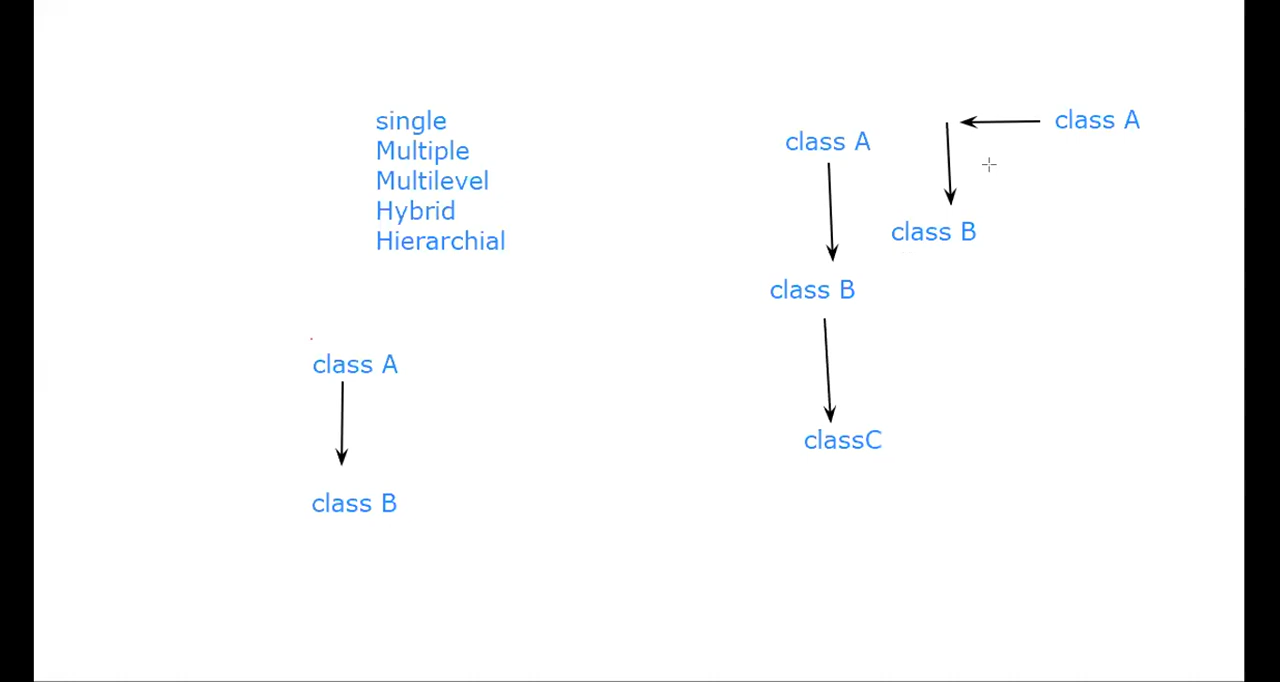 single
Multiple
Multilevel
Hybrid
Hierarchial
class A
class B
class A
class B
classC
class A
class B